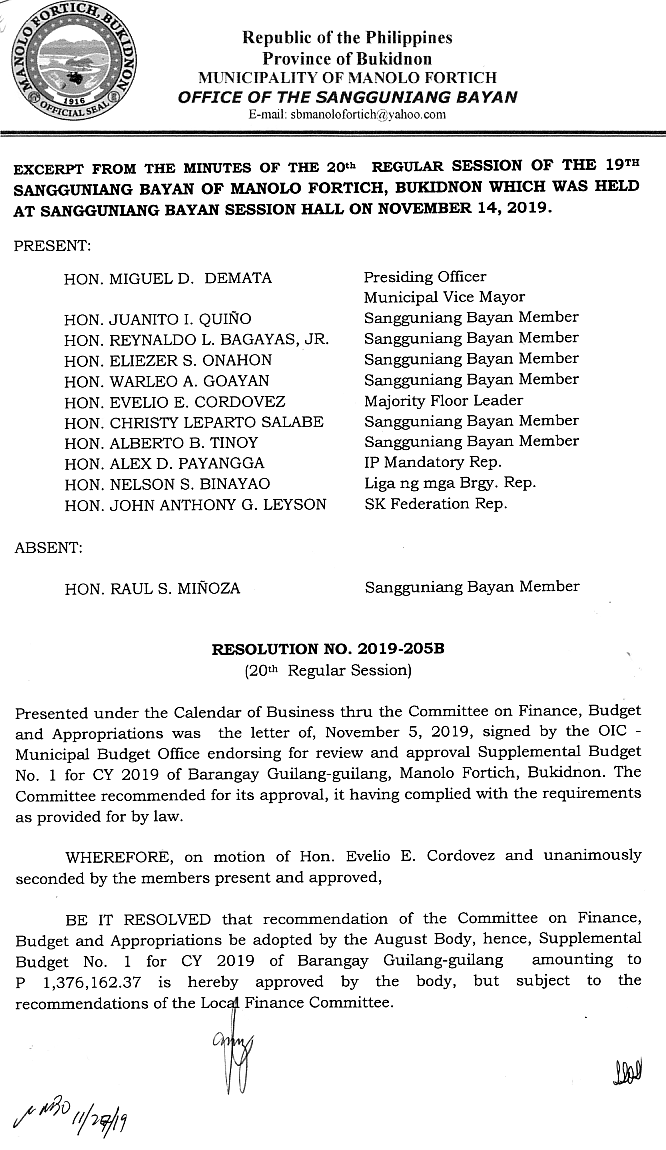 MANOLO FORTICH, BUKIDNON
1916
OFFICIAL SEAL
Republic of the Philippines
Province of Bukidnon
MUNICIPALITY OF MANOLO FORTICH
OFFICE OF THE SANGGUNIANG BAYAN
E-mail: sbmanolofortich@yahoo.com
EXCERPT FROM THE MINUTES OF THE 20th REGULAR SESSION OF THE 19TH
SANGGUNIANG BAYAN OF MANOLO FORTICH, BUKIDNON WHICH WAS HELD
AT SANGGUNIANG BAYAN SESSION HALL ON NOVEMBER 14, 2019.
PRESENT:
HON. MIGUEL D. DEMATA Presiding Officer
Municipal Vice Mayor
HON. JUANITO I. QUIÑO Sangguniang Bayan Member
HON. REYNALDO L. BAGAYAS, JR. Sangguniang Bayan Member
HON. ELIEZER S. ONAHON Sangguniang Bayan Member
HON. WARLEO A. GOAYAN Sangguniang Bayan Member
HON. EVELIO E. CORDOVEZ Majority Floor Leader
HON. CHRISTY LEPARTO SALABE Sangguniang Bayan Member
HON. ALBERTO B. TINOY Sangguniang Bayan Member
HON. ALEX D. PAYANGGA IP Mandatory Rep.
HON. NELSON S. BINAYAO Liga ng mga Brgy. Rep.
HON. JOHN ANTHONY G. LEYSON SK Federation Rep.
ABSENT:
HON. RAUL S. MIÑOZA Sangguniang Bayan Member
RESOLUTION NO. 2019-205B
(20th Regular Session)
Presented under the Calendar of Business thru the Committee on Finance, Budget
and Appropriations was the letter of, November 5, 2019, signed by the OIC -
Municipal Budget Office endorsing for review and approval Supplemental Budget
No. 1 for CY 2019 of Barangay Guilang-guilang, Manolo Fortich, Bukidnon. The
Committee recommended for its approval, it having complied with the requirements
as provided for by law.
WHEREFORE, on motion of Hon. Evelio E. Cordovez and unanimously
seconded by the members present and approved,
BE IT RESOLVED that recommendation of the Committee on Finance,
Budget and Appropriations be adopted by the August Body, hence, Supplemental
Budget No. 1 for CY 2019 of Barangay Guilang-guilang amounting to
P 1,376,162.37 is hereby approved by the body, but subject to the
recommendations of the Local Finance Committee.